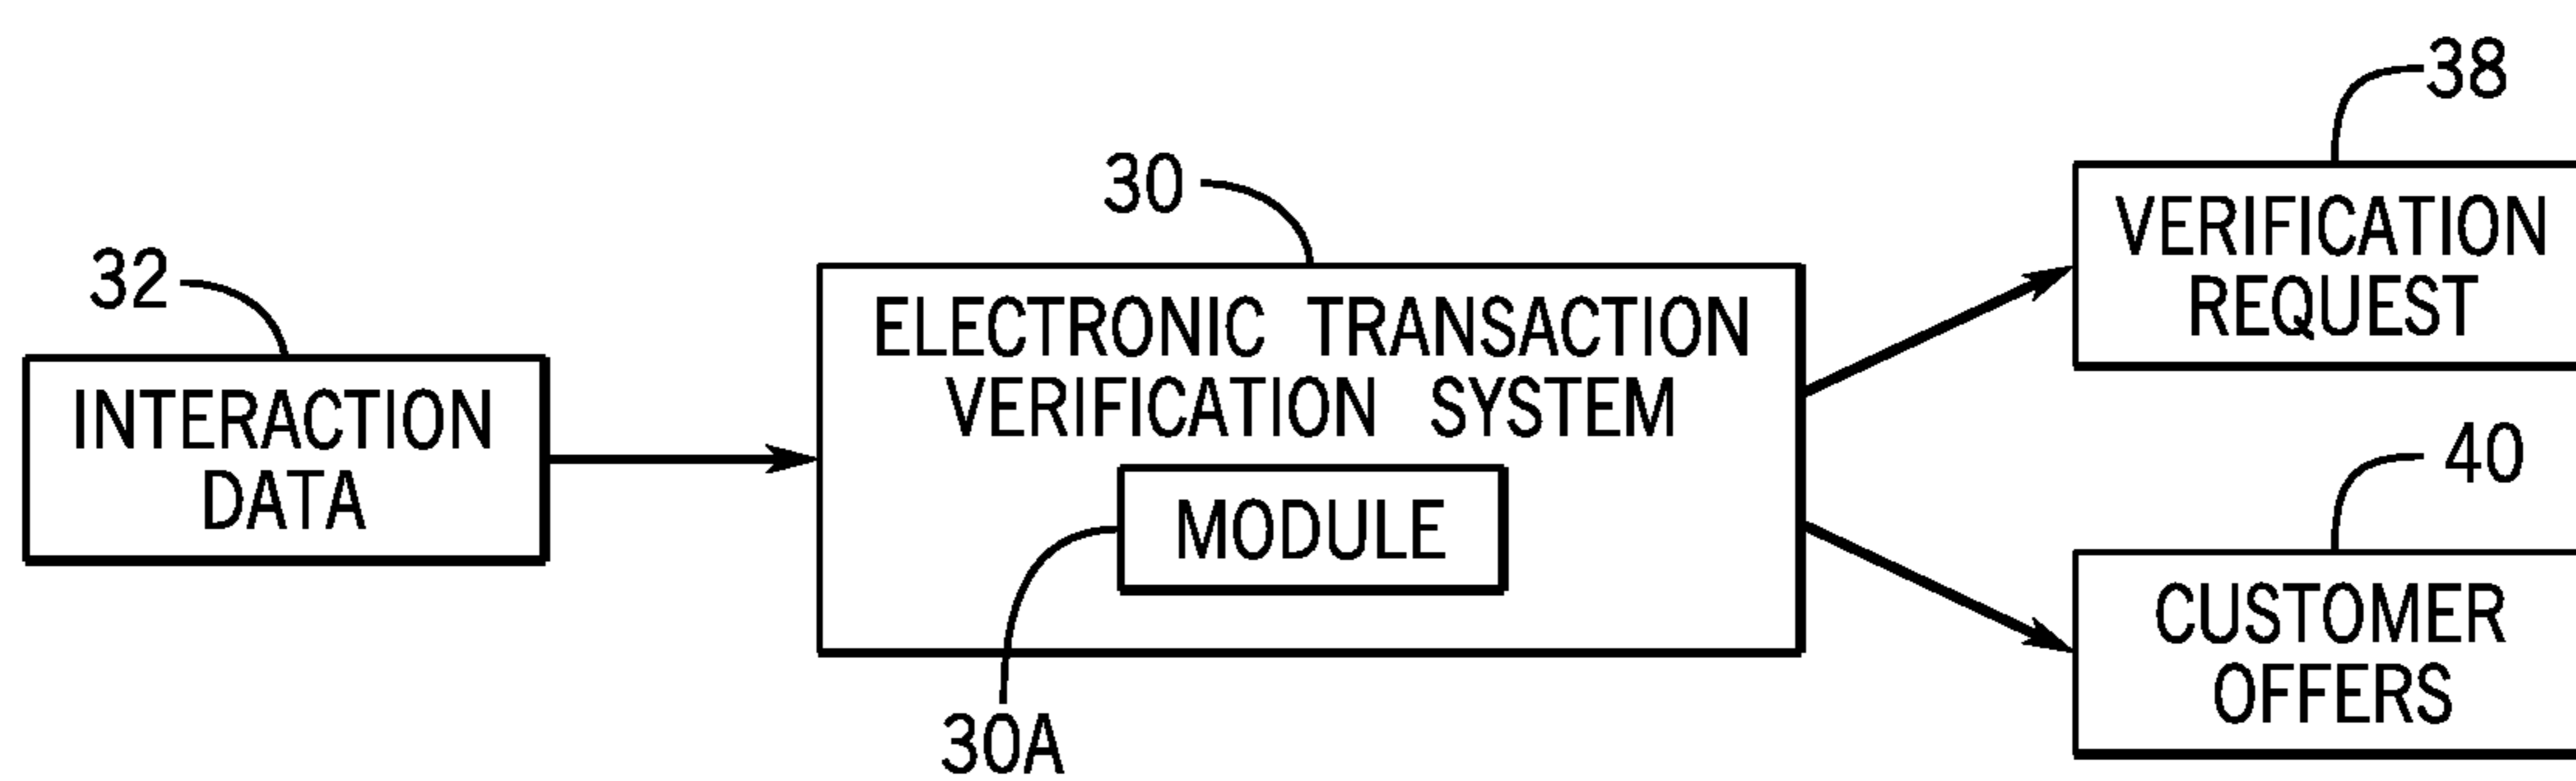 32
INTERACTION
DATA
30
ELECTRONIC TRANSACTION
VERIFICATION SYSTEM
MODULE
30A
38
VERIFICATION
REQUEST
40
CUSTOMER
OFFERS